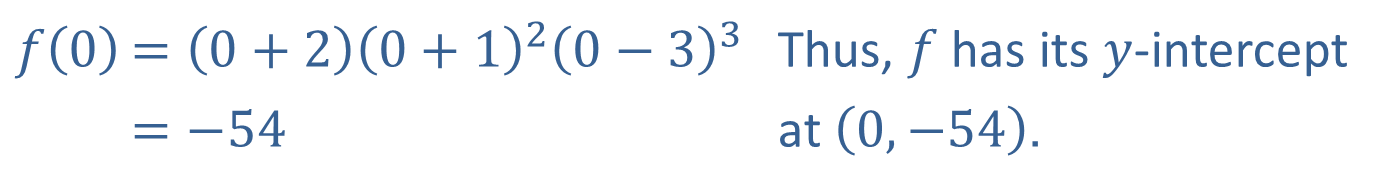 f(0) = (0 + 2)(0 + 1)²(0 − 3)³ Thus, f has its y-intercept
= −54 at (0, −54).